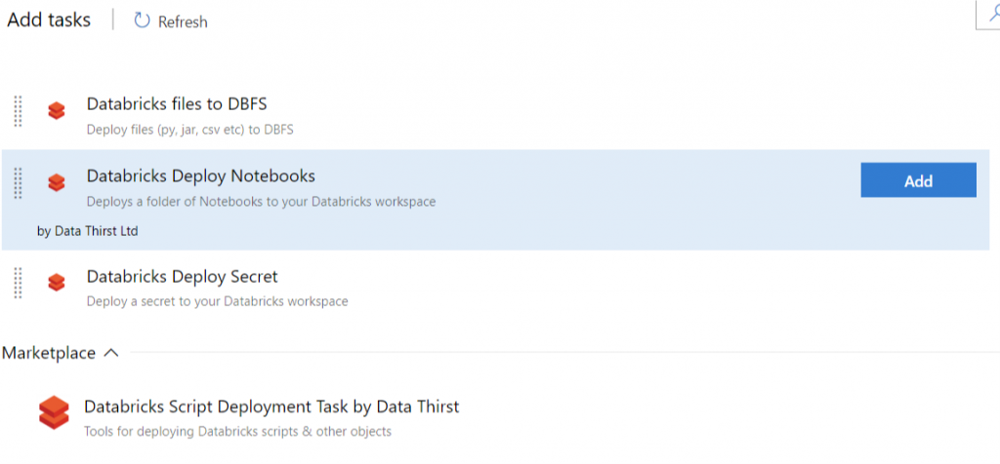 Add tasks
Refresh
Databricks files to DBFS
Deploy files (py, jar, csv etc) to DBFS
Databricks Deploy Notebooks
Add
Deploys a folder of Notebooks to your Databricks workspace
by Data Thirst Ltd
Databricks Deploy Secret
Deploy a secret to your Databricks workspace
Marketplace
Databricks Script Deployment Task by Data Thirst
Tools for deploying Databricks scripts & other objects